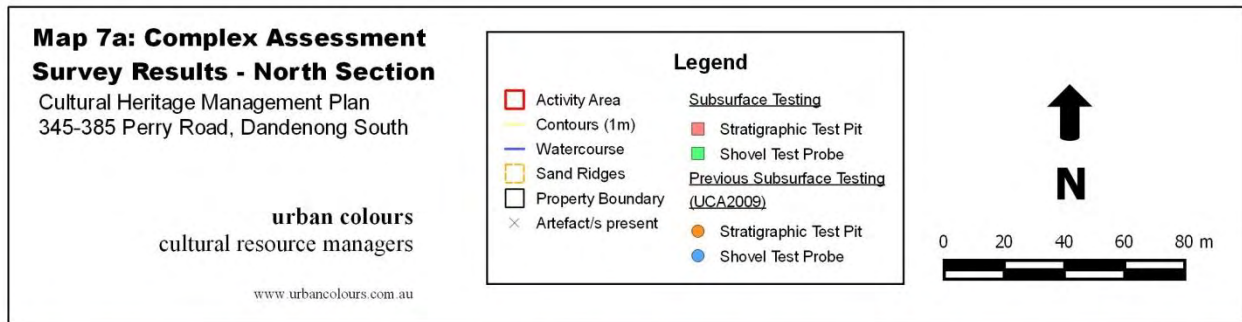 Map 7a: Complex Assessment
Survey Results - North Section
Cultural Heritage Management Plan
345-385 Perry Road, Dandenong South
urban colours
cultural resource managers
www.urbancolours.com.au
Legend
Activity Area
Contours (1m)
Watercourse
Sand Ridges
Property Boundary
Artefact/s present
Subsurface Testing
Stratigraphic Test Pit
Shovel Test Probe
Previous Subsurface Testing
(UCA2009)
Stratigraphic Test Pit
Shovel Test Probe
N
0 20 40 60 80 m